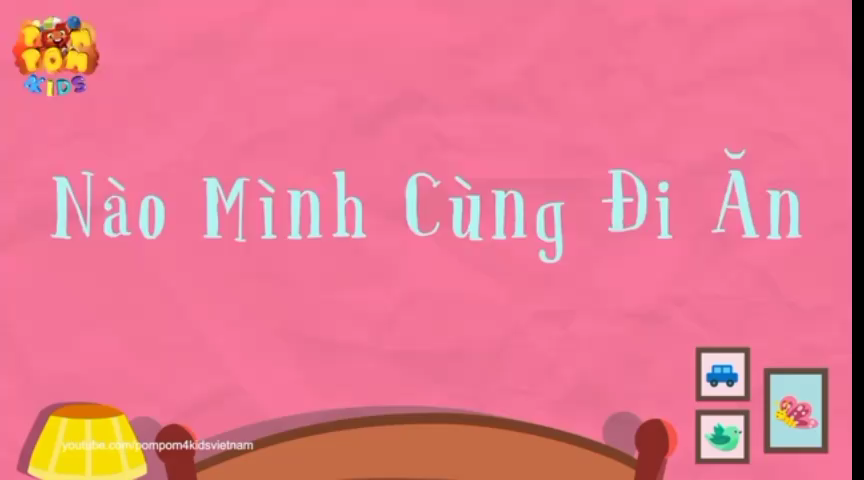 POM
POM
KIDS
Nào Mình Cùng Đi Ăn
youtube.com/pompom4kidsvietnam